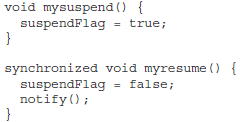 void mysuspend() {
  suspendFlag = true;
}

synchronized void myresume() {
  suspendFlag = false;
  notify();
}